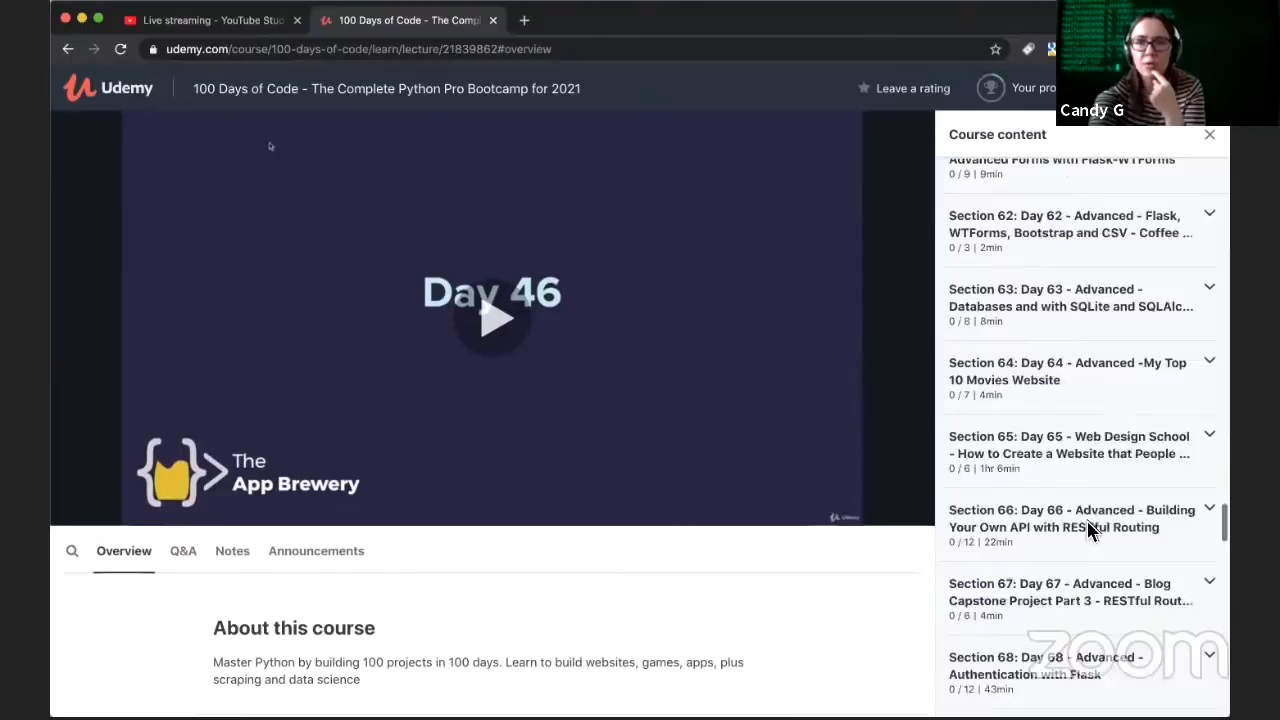 Live streaming - YouTube Stu
100 Days of Code - The Compl
udemy.com/course/100-days-of-code/lecture/21839862#overview
Udemy
100 Days of Code - The Complete Python Pro Bootcamp for 2021
Leave a rating
Your pro
Candy G
Course content
Advanced Forms with Flask-WTForms
0 / 9 | 9min
Section 62: Day 62 - Advanced - Flask,
WTForms, Bootstrap and CSV - Coffee ...
0 / 3 | 2min
Section 63: Day 63 - Advanced -
Databases and with SQLite and SQLAlc...
0 / 8 | 8min
Section 64: Day 64 - Advanced -My Top
10 Movies Website
0 / 7 | 4min
Section 65: Day 65 - Web Design School
- How to Create a Website that People ...
0 / 6 | 1hr 6min
Section 66: Day 66 - Advanced - Building
Your Own API with RESTful Routing
0 / 12 | 22min
Section 67: Day 67 - Advanced - Blog
Capstone Project Part 3 - RESTful Rout...
0 / 6 | 4min
Section 68: Day 68 - Advanced -
Authentication with Flask
0 / 12 | 43min
Day 46
The
App Brewery
Udemy
Overview
Q&A
Notes
Announcements
About this course
Master Python by building 100 projects in 100 days. Learn to build websites, games, apps, plus
scraping and data science!
zoom